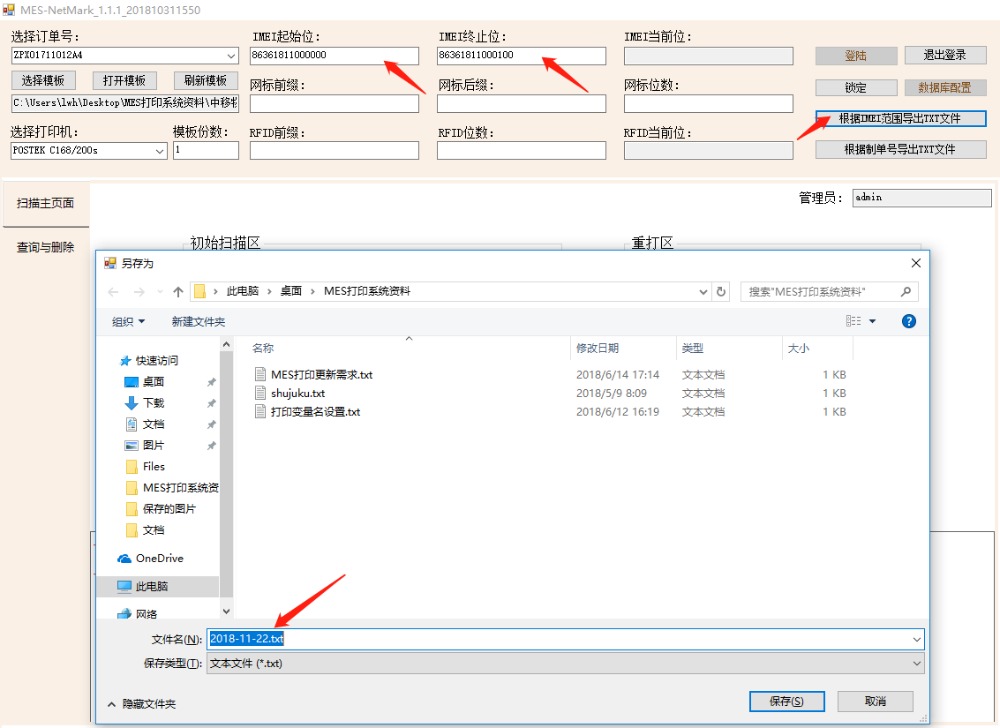 MES-NetMark_1.1.1_201810311550
选择订单号:
IMEI起始位:
IMEI终止位:
IMEI当前位:
ZPX01711012A4
86361811000000
86361811000100
登陆
退出登录
选择模板
打开模板
刷新模板
网标前缀:
网标后缀:
网标位数:
锁定
数据库配置
C:\Users\lwh\Desktop\MES打印系统资料\中移物
根据IMEI范围导出TXT文件
选择打印机:
模板份数:
RFID前缀:
RFID位数:
RFID当前位:
POSTEK C168/200s
1
根据制单号导出TXT文件
扫描主页面
管理员:
admin
查询与删除
初始扫描区
重打区
另存为
此电脑
桌面
MES打印系统资料
搜索"MES打印系统资料"
组织
新建文件夹
名称
修改日期
类型
大小
快速访问
桌面
下载
文档
图片
Files
MES打印系统资
保存的图片
文档
OneDrive
此电脑
网络
MES打印更新需求.txt
2018/6/14 17:14
文本文档
1 KB
shujuku.txt
2018/5/9 8:09
文本文档
1 KB
打印变量名设置.txt
2018/6/12 16:19
文本文档
1 KB
文件名(N):
2018-11-22.txt
保存类型(T):
文本文件 (*.txt)
隐藏文件夹
保存(S)
取消